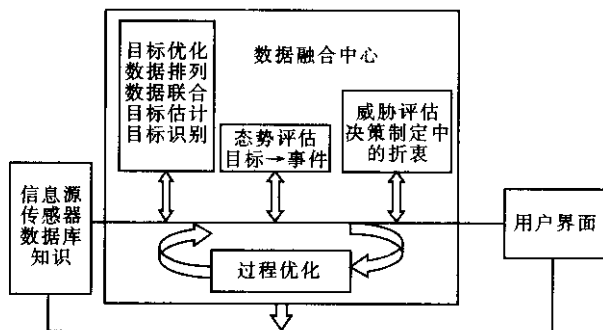 目标优化
数据排列
数据联合
目标估计
目标识别
数据融合中心
态势评估
目标→事件
威胁评估
决策制定中
的折衷
信息源
传感器
数据库
知识
用户界面
过程优化